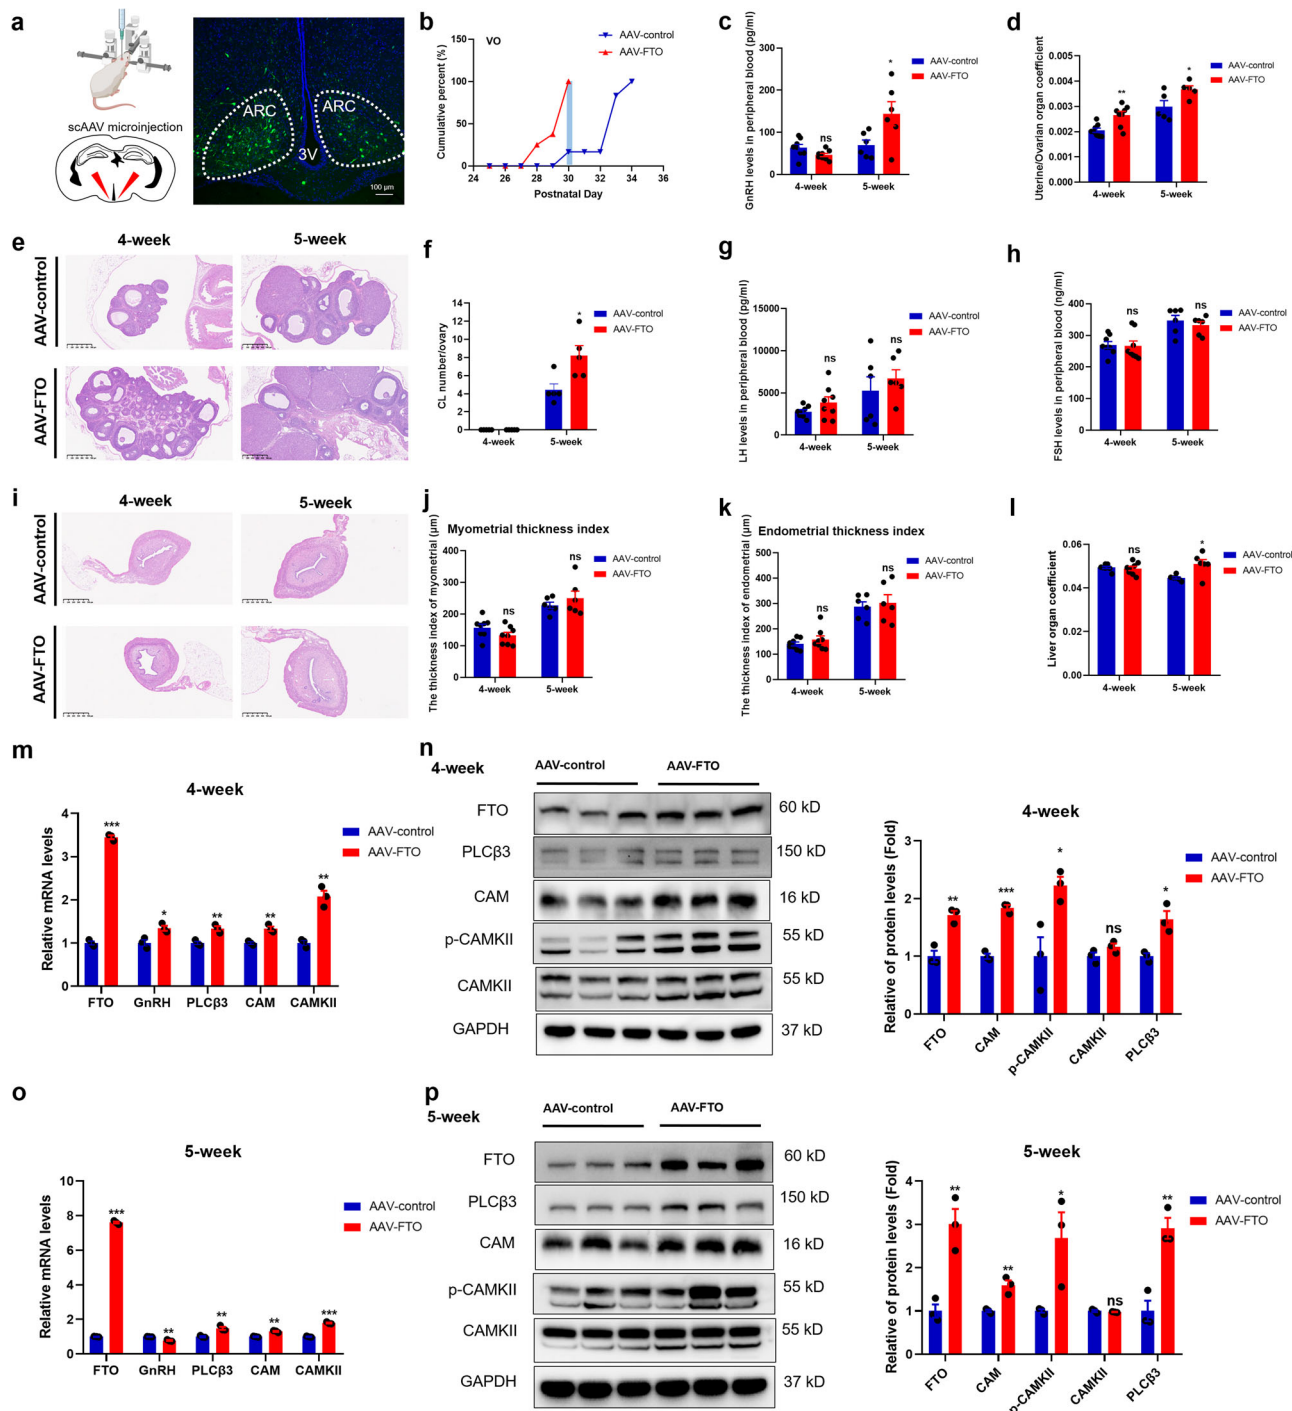 a
scAAV microinjection
ARC
ARC
3V
100 μm
b
VO
AAV-control
AAV-FTO
Cumulative percent (%)
100
80
60
40
20
0
24 26 28 30 32 34 36
Postnatal Day
c
GnRH levels in peripheral blood (pg/ml)
300
200
100
0
ns
*
4-week 5-week
AAV-control
AAV-FTO
d
Uterine/Ovarian organ coefficient
0.005
0.004
0.003
0.002
0.001
0.000
**
*
4-week 5-week
AAV-control
AAV-FTO
e
4-week 5-week
AAV-control
AAV-FTO
f
CL number/ovary
14
12
10
8
6
4
2
0
*
4-week 5-week
AAV-control
AAV-FTO
g
LH levels in peripheral blood (pg/ml)
15000
10000
5000
0
ns
ns
4-week 5-week
AAV-control
AAV-FTO
h
FSH levels in peripheral blood (ng/ml)
400
300
200
100
0
ns
ns
4-week 5-week
AAV-control
AAV-FTO
i
4-week 5-week
AAV-control
AAV-FTO
j
Myometrial thickness index
The thickness index of myometrial (μm)
400
300
200
100
0
ns
ns
4-week 5-week
AAV-control
AAV-FTO
k
Endometrial thickness index
The thickness index of endometrial (μm)
500
400
300
200
100
0
ns
ns
4-week 5-week
AAV-control
AAV-FTO
l
Liver organ coefficient
0.06
0.04
0.02
0.00
ns
*
4-week 5-week
AAV-control
AAV-FTO
m
4-week
Relative mRNA levels
4
3
2
1
0
*** * ** ** **
FTO GnRH PLCβ3 CAM CAMKII
AAV-control
AAV-FTO
n
4-week
AAV-control AAV-FTO
FTO 60 kD
PLCβ3 150 kD
CAM 16 kD
p-CAMKII 55 kD
CAMKII 55 kD
GAPDH 37 kD
4-week
Relative of protein levels (Fold)
3
2
1
0
** *** * ns *
FTO CAM p-CAMKII CAMKII PLCβ3
AAV-control
AAV-FTO
o
5-week
Relative mRNA levels
10
8
6
4
2
0
*** ** ** ** ***
FTO GnRH PLCβ3 CAM CAMKII
AAV-control
AAV-FTO
p
5-week
AAV-control AAV-FTO
FTO 60 kD
PLCβ3 150 kD
CAM 16 kD
p-CAMKII 55 kD
CAMKII 55 kD
GAPDH 37 kD
5-week
Relative of protein levels (Fold)
4
3
2
1
0
** ** * ns **
FTO CAM p-CAMKII CAMKII PLCβ3
AAV-control
AAV-FTO